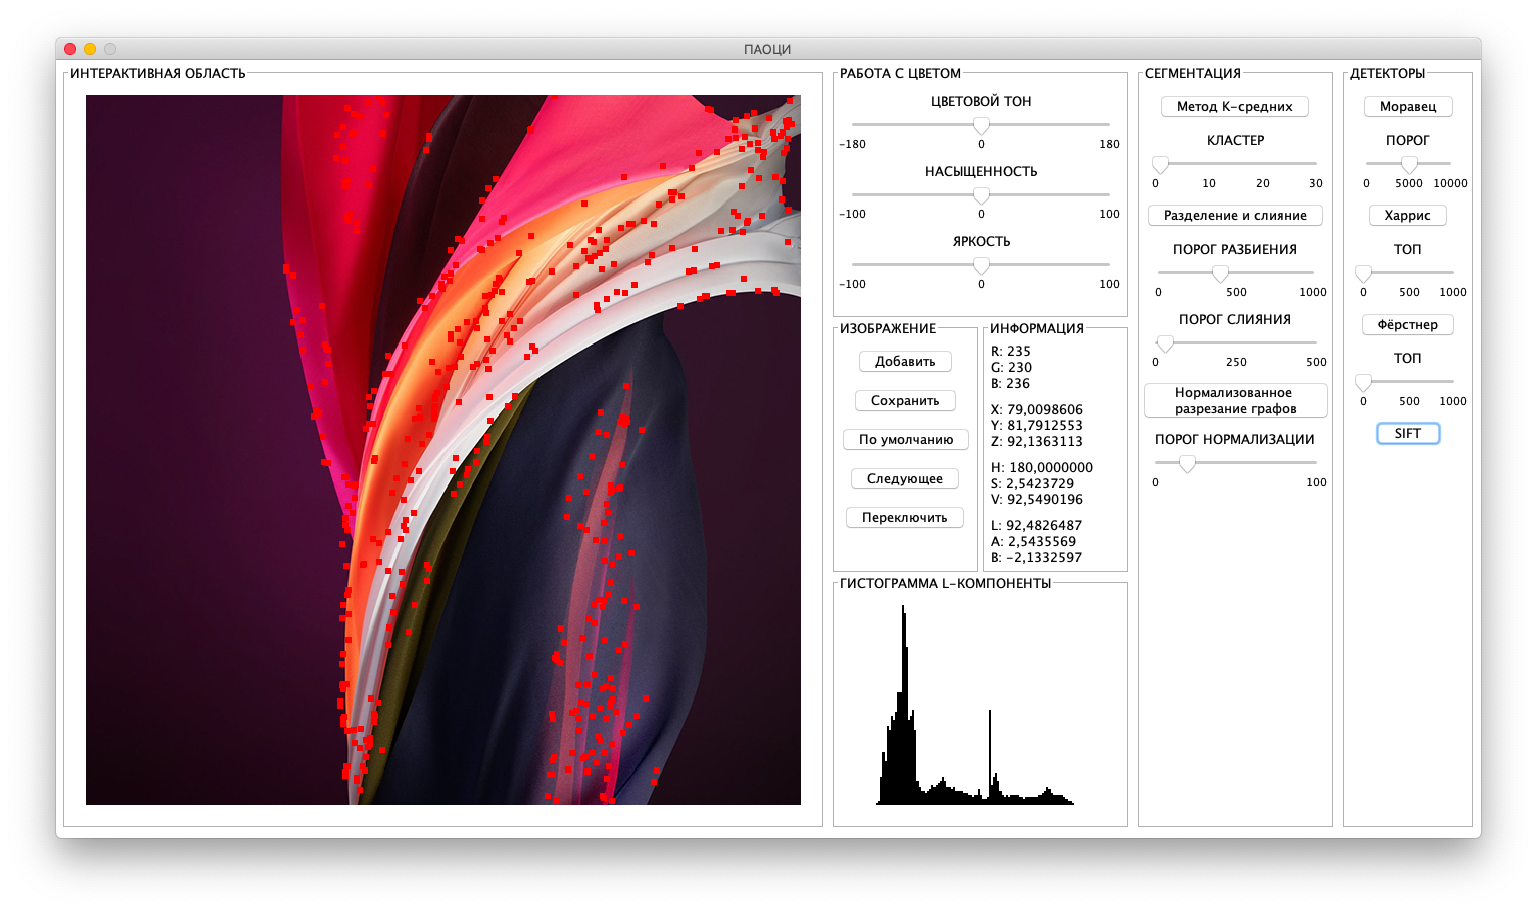 ПАОЦИ
ИНТЕРАКТИВНАЯ ОБЛАСТЬ
РАБОТА С ЦВЕТОМ
ЦВЕТОВОЙ ТОН
-180 0 180
НАСЫЩЕННОСТЬ
-100 0 100
ЯРКОСТЬ
-100 0 100
ИЗОБРАЖЕНИЕ
Добавить
Сохранить
По умолчанию
Следующее
Переключить
ИНФОРМАЦИЯ
R: 235
G: 230
B: 236
X: 79,0098606
Y: 81,7912553
Z: 92,1363113
H: 180,0000000
S: 2,5423729
V: 92,5490196
L: 92,4826487
A: 2,5435569
B: -2,1332597
ГИСТОГРАММА L-КОМПОНЕНТЫ
СЕГМЕНТАЦИЯ
Метод K-средних
КЛАСТЕР
0 10 20 30
Разделение и слияние
ПОРОГ РАЗБИЕНИЯ
0 500 1000
ПОРОГ СЛИЯНИЯ
0 250 500
Нормализованное
разрезание графов
ПОРОГ НОРМАЛИЗАЦИИ
0 100
ДЕТЕКТОРЫ
Моравец
ПОРОГ
0 5000 10000
Харрис
ТОП
0 500 1000
Фёрстнер
ТОП
0 500 1000
SIFT